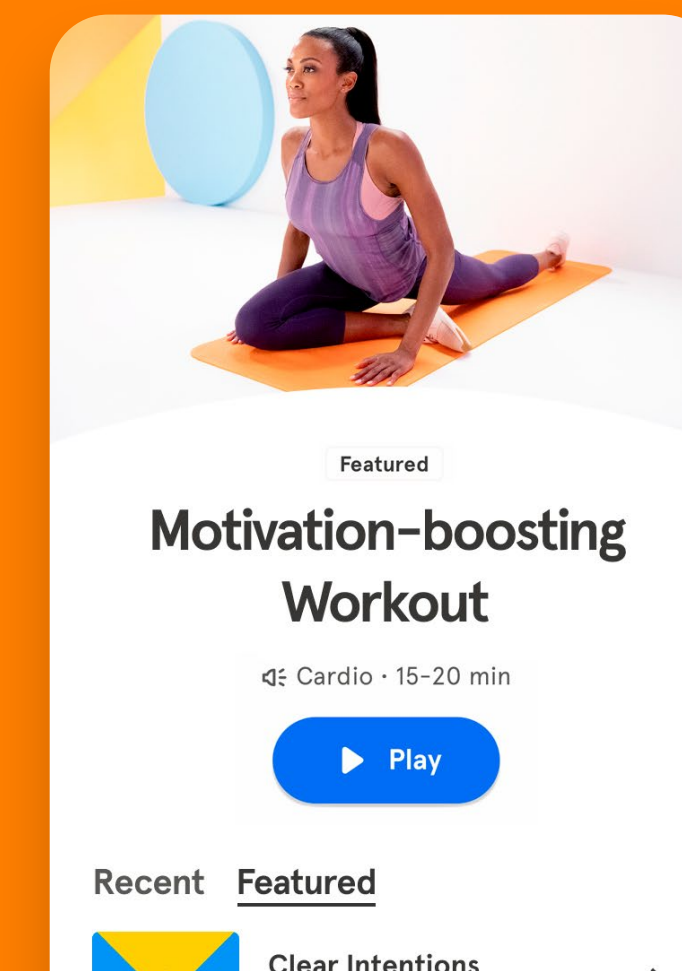 Featured
Motivation-boosting
Workout
Cardio · 15-20 min
Play
Recent Featured
Clear Intentions